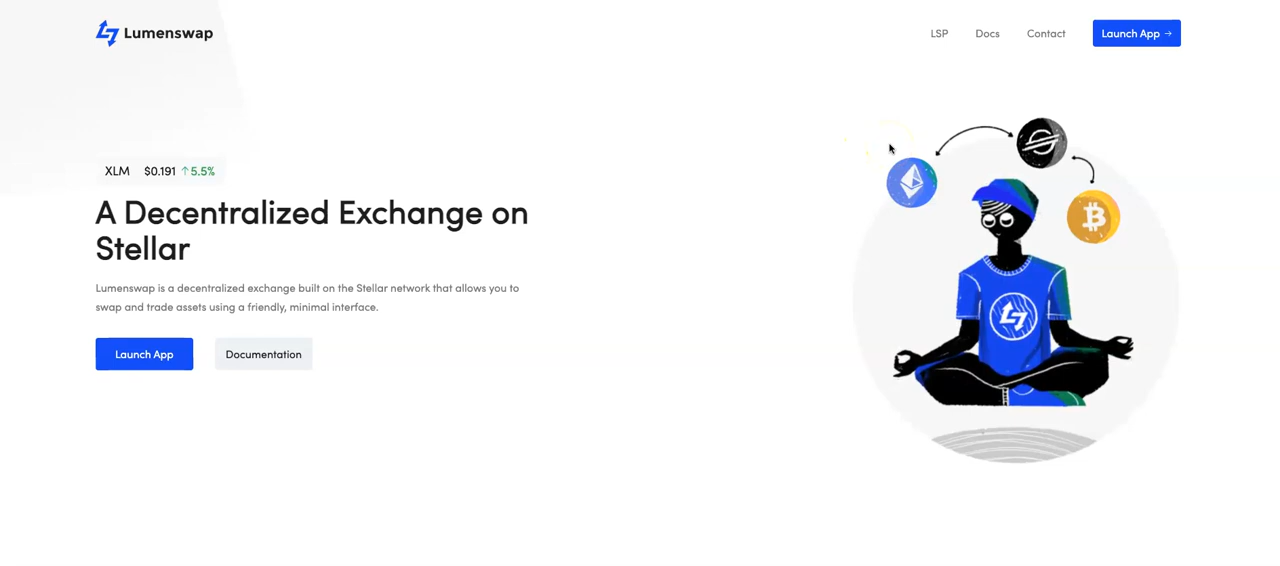 Lumenswap
LSP
Docs
Contact
Launch App →
XLM $0.191 ↑5.5%
A Decentralized Exchange on
Stellar
Lumenswap is a decentralized exchange built on the Stellar network that allows you to
swap and trade assets using a friendly, minimal interface.
Launch App
Documentation